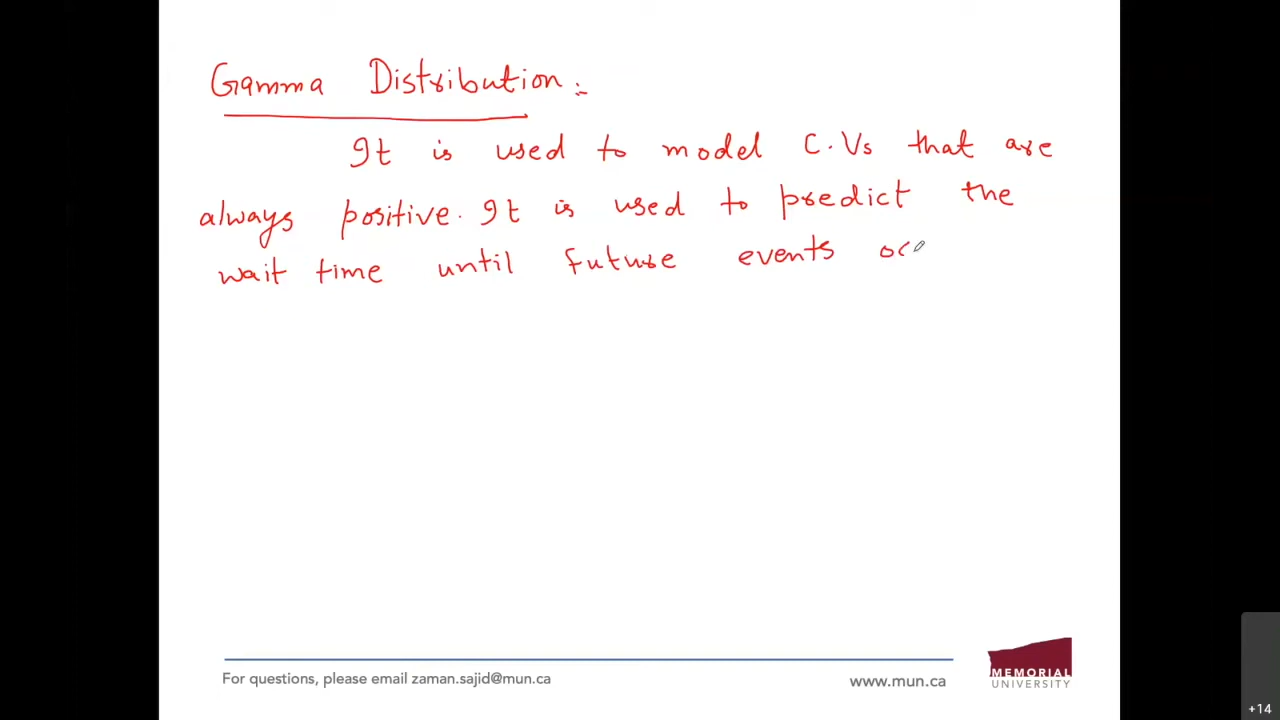 Gamma Distribution:
It is used to model C.Vs that are
always positive. It is used to predict the
wait time until future events
For questions, please email zaman.sajid@mun.ca
www.mun.ca
MEMORIAL
UNIVERSITY
+14